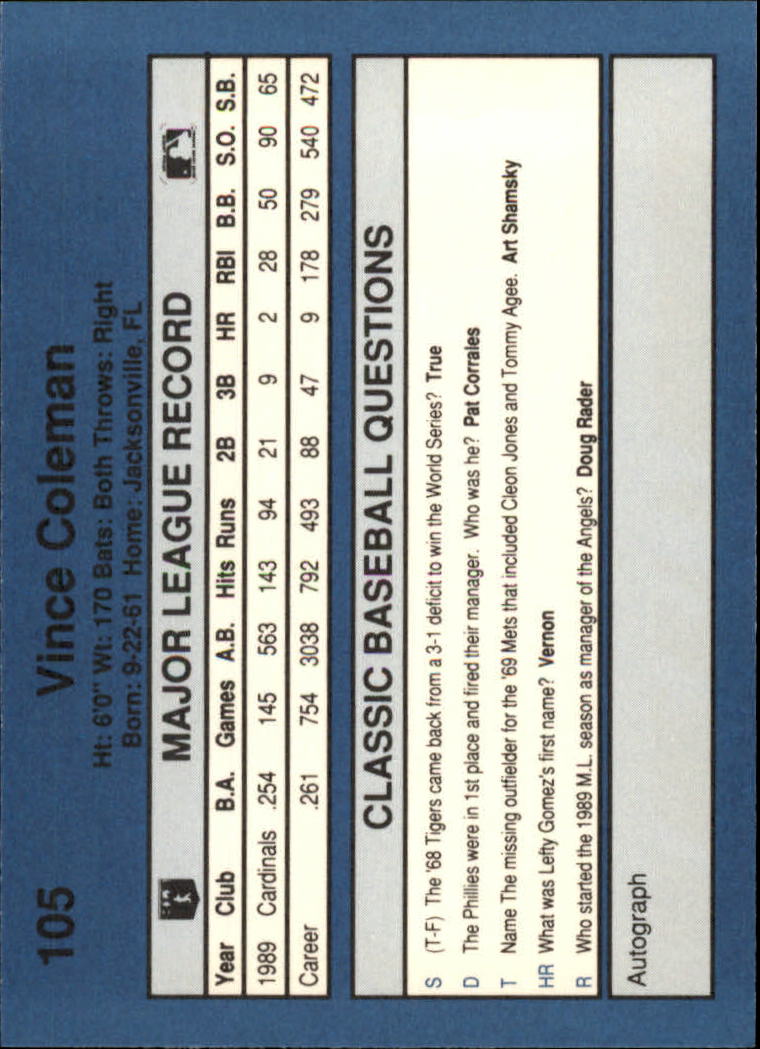 105 Vince Coleman
Ht: 6'0" Wt: 170 Bats: Both Throws: Right
Born: 9-22-61 Home: Jacksonville, FL
MAJOR LEAGUE RECORD
Year Club B.A. Games A.B. Hits Runs 2B 3B HR RBI B.B. S.O. S.B.
1989 Cardinals .254 145 563 143 94 21 9 2 28 50 90 65
Career .261 754 3038 792 493 88 47 9 178 279 540 472
CLASSIC BASEBALL QUESTIONS
S (T-F) The '68 Tigers came back from a 3-1 deficit to win the World Series? True
D The Phillies were in 1st place and fired their manager. Who was he? Pat Corrales
T Name The missing outfielder for the '69 Mets that included Cleon Jones and Tommy Agee. Art Shamsky
HR What was Lefty Gomez's first name? Vernon
R Who started the 1989 M.L. season as manager of the Angels? Doug Rader
Autograph